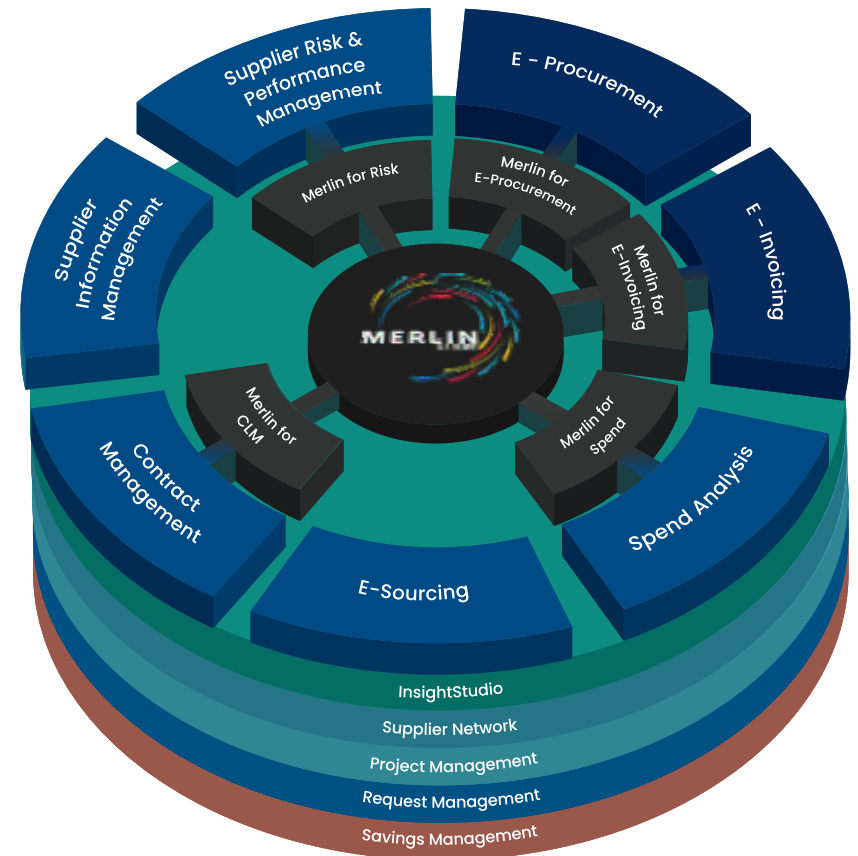 Supplier Risk &
Performance
Management
E - Procurement
Supplier
Information
Management
Merlin for Risk
Merlin for
E-Procurement
E - Invoicing
Merlin for
E-Invoicing
MERLIN
Merlin for
CLM
Merlin for
Spend
Contract
Management
Spend Analysis
E-Sourcing
InsightStudio
Supplier Network
Project Management
Request Management
Savings Management